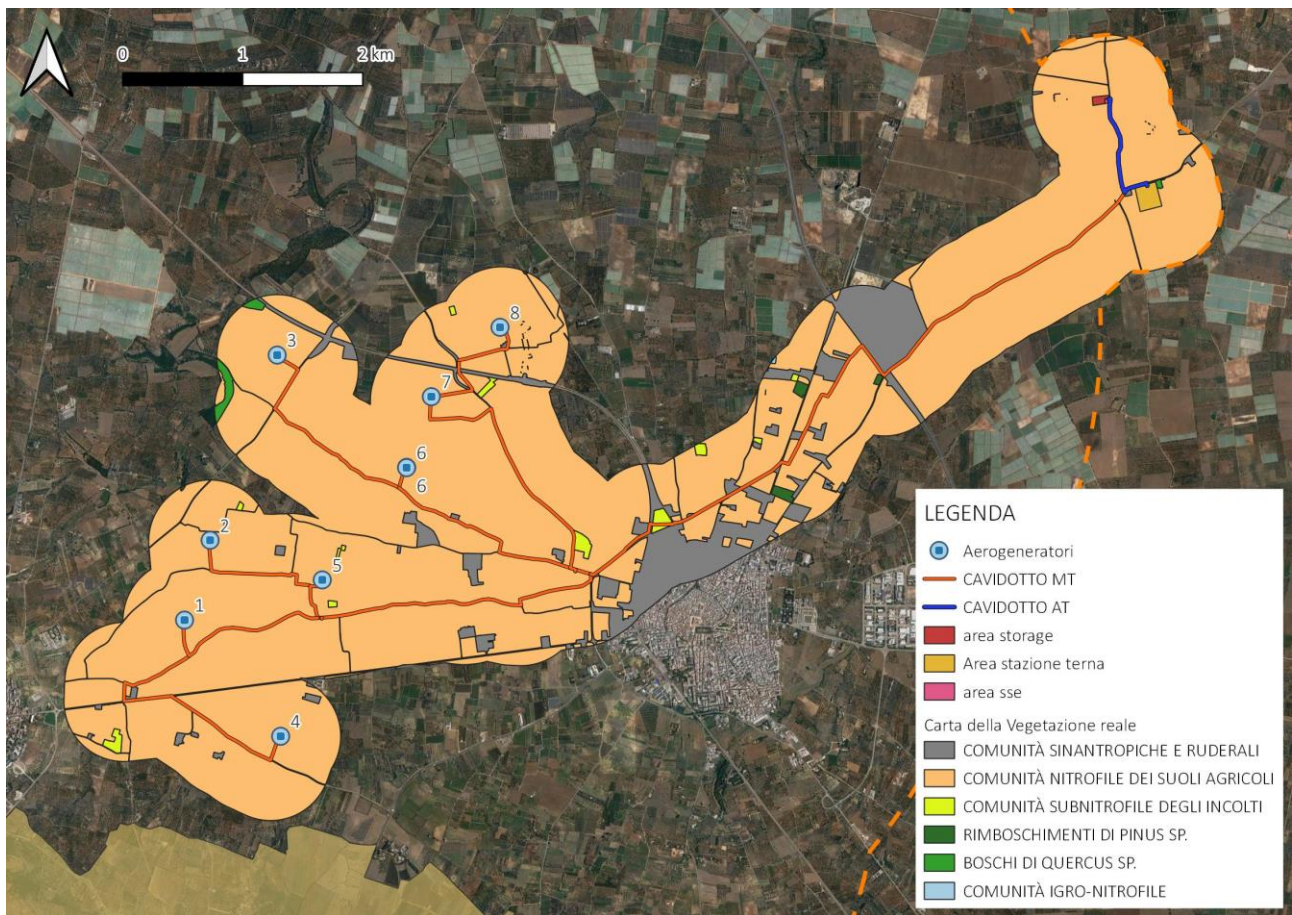 0 1 2 km
8
3
7
6
6
2
5
1
4
LEGENDA
Aerogeneratori
CAVIDOTTO MT
CAVIDOTTO AT
area storage
Area stazione terna
area sse
Carta della Vegetazione reale
COMUNITÀ SINANTROPICHE E RUDERALI
COMUNITÀ NITROFILE DEI SUOLI AGRICOLI
COMUNITÀ SUBNITROFILE DEGLI INCOLTI
RIMBOSCHIMENTI DI PINUS SP.
BOSCHI DI QUERCUS SP.
COMUNITÀ IGRO-NITROFILE